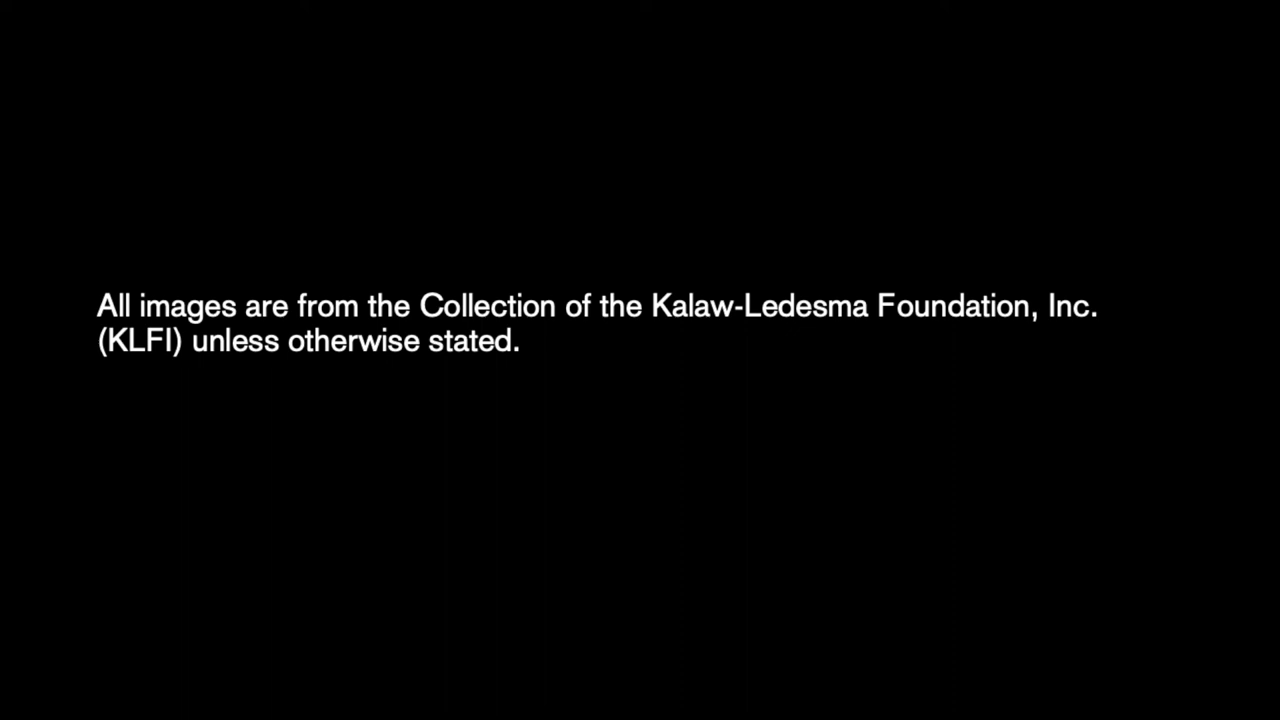 All images are from the Collection of the Kalaw-Ledesma Foundation, Inc.
(KLFI) unless otherwise stated.